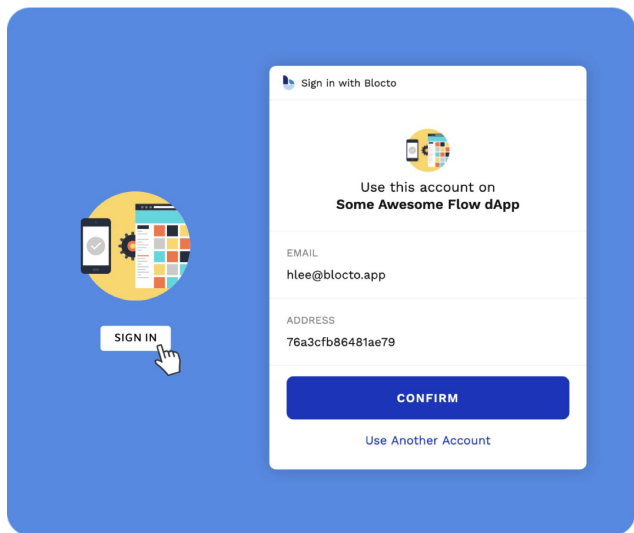 SIGN IN
Sign in with Blocto
Use this account on
Some Awesome Flow dApp
EMAIL
hlee@blocto.app
ADDRESS
76a3cfb86481ae79
CONFIRM
Use Another Account